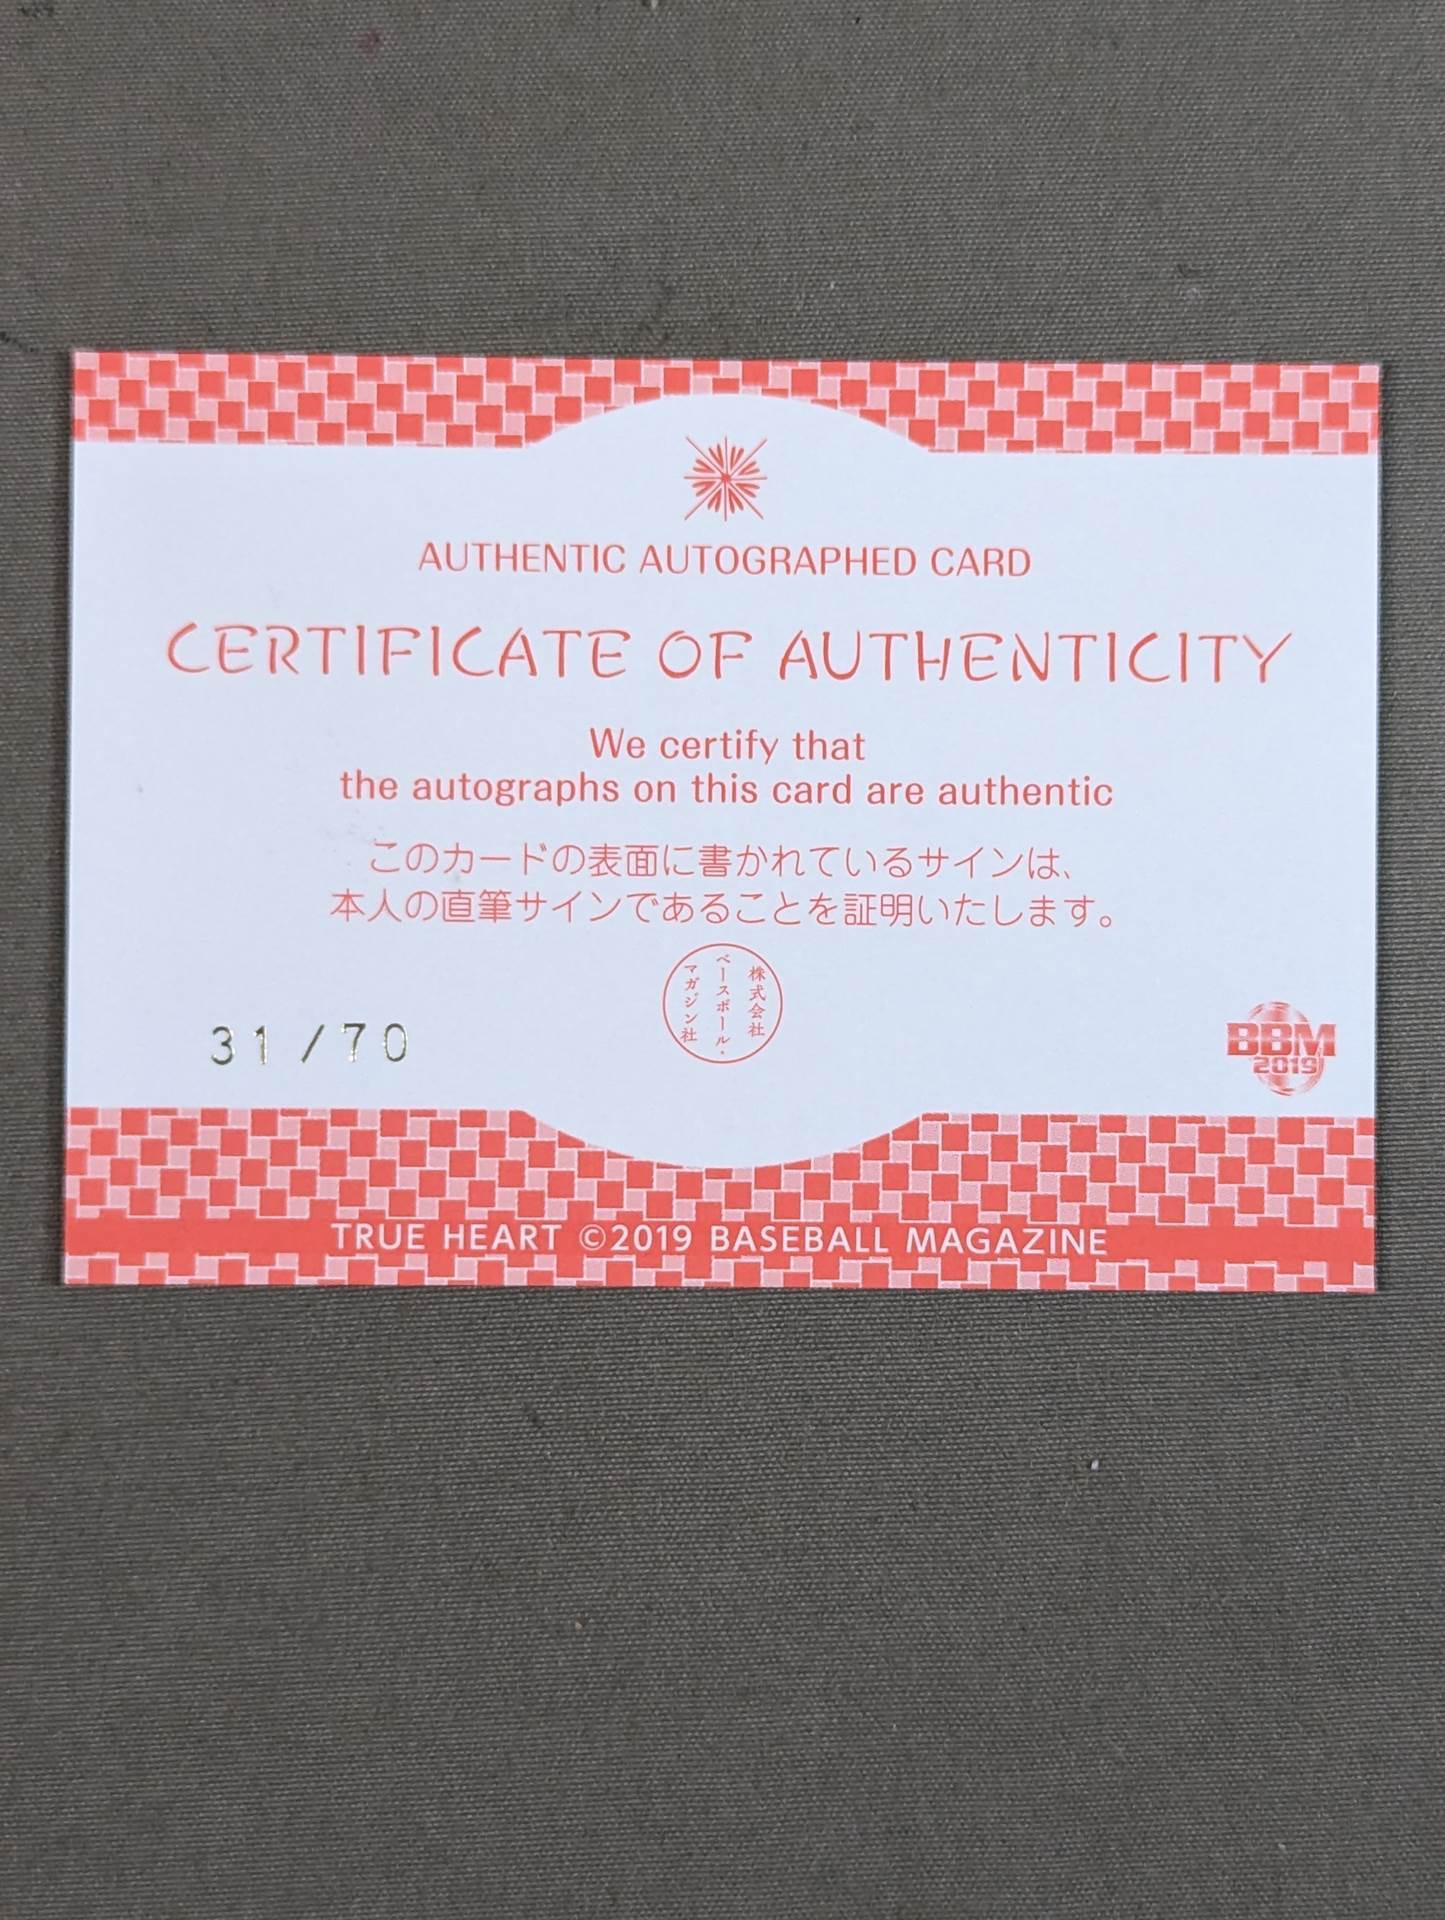 AUTHENTIC AUTOGRAPHED CARD
CERTIFICATE OF AUTHENTICITY
We certify that
the autographs on this card are authentic
このカードの表面に書かれているサインは、
本人の直筆サインであることを証明いたします。
株式会社
ベースボール・
マガジン社
31/70
BBM
2019
TRUE HEART ©2019 BASEBALL MAGAZINE